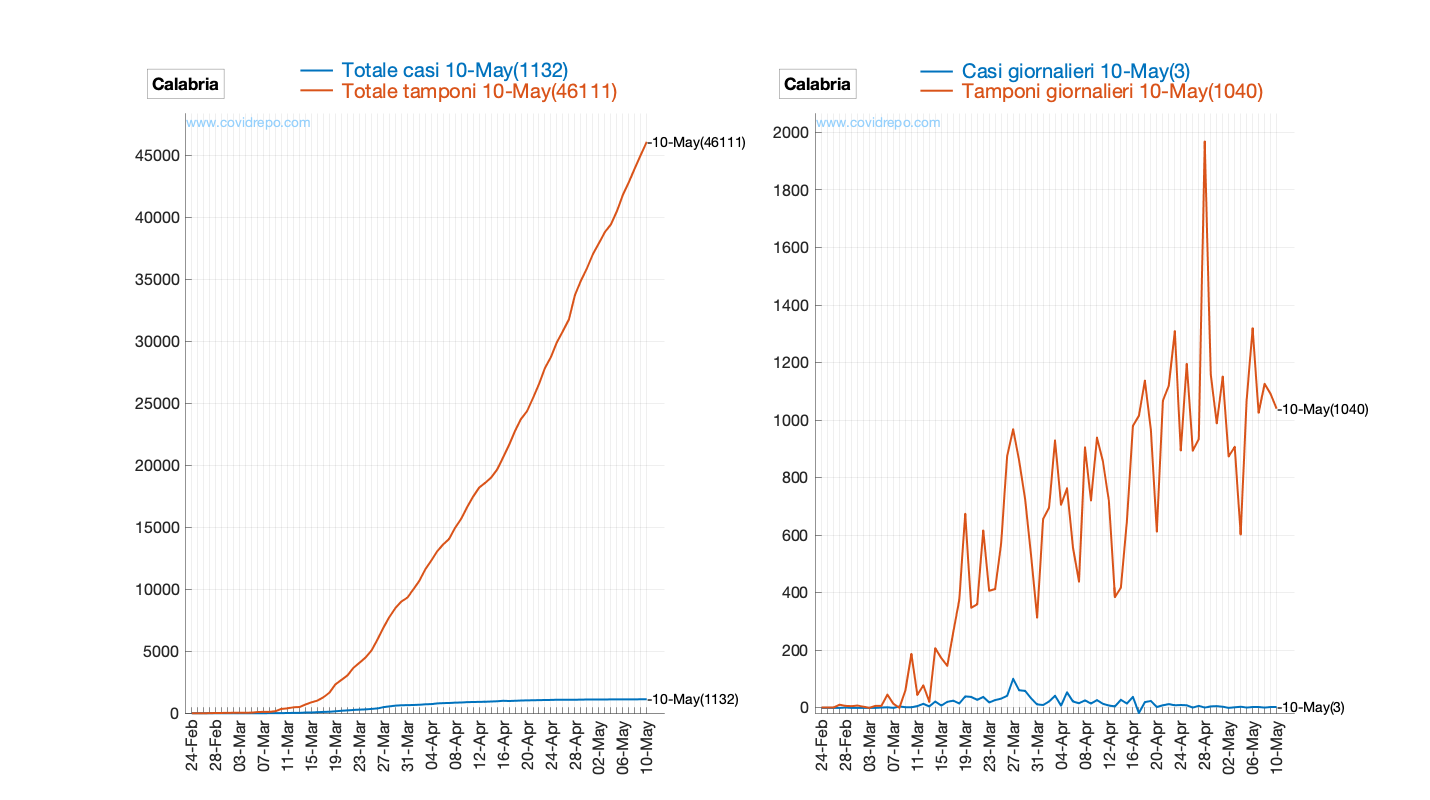 Calabria
Totale casi 10-May(1132)
Totale tamponi 10-May(46111)
www.covidrepo.com
45000
40000
35000
30000
25000
20000
15000
10000
5000
0
10-May(46111)
10-May(1132)
24-Feb
28-Feb
03-Mar
07-Mar
11-Mar
15-Mar
19-Mar
23-Mar
27-Mar
31-Mar
04-Apr
08-Apr
12-Apr
16-Apr
20-Apr
24-Apr
28-Apr
02-May
06-May
10-May
Calabria
Casi giornalieri 10-May(3)
Tamponi giornalieri 10-May(1040)
www.covidrepo.com
2000
1800
1600
1400
1200
1000
800
600
400
200
0
10-May(1040)
10-May(3)
24-Feb
28-Feb
03-Mar
07-Mar
11-Mar
15-Mar
19-Mar
23-Mar
27-Mar
31-Mar
04-Apr
08-Apr
12-Apr
16-Apr
20-Apr
24-Apr
28-Apr
02-May
06-May
10-May